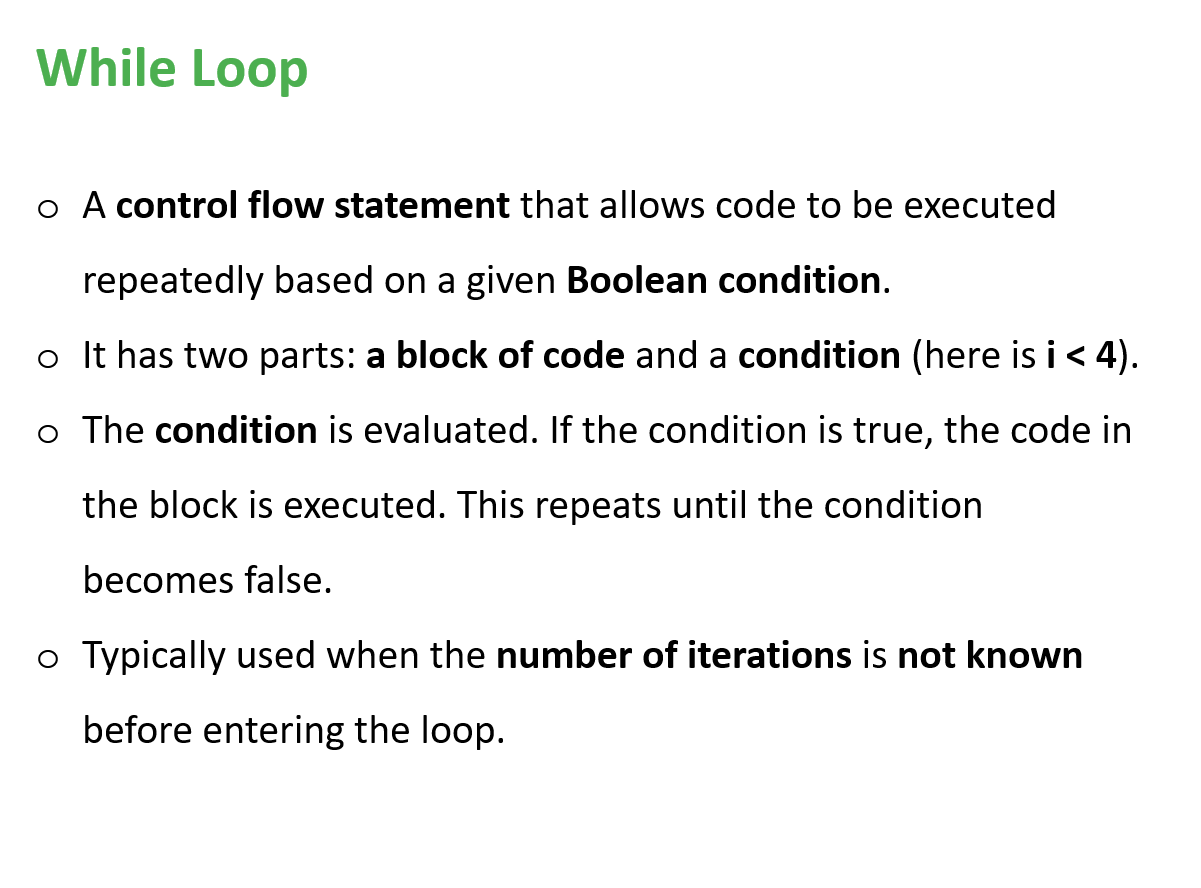 While Loop
○ A control flow statement that allows code to be executed
repeatedly based on a given Boolean condition.
○ It has two parts: a block of code and a condition (here is i < 4).
○ The condition is evaluated. If the condition is true, the code in
the block is executed. This repeats until the condition
becomes false.
○ Typically used when the number of iterations is not known
before entering the loop.